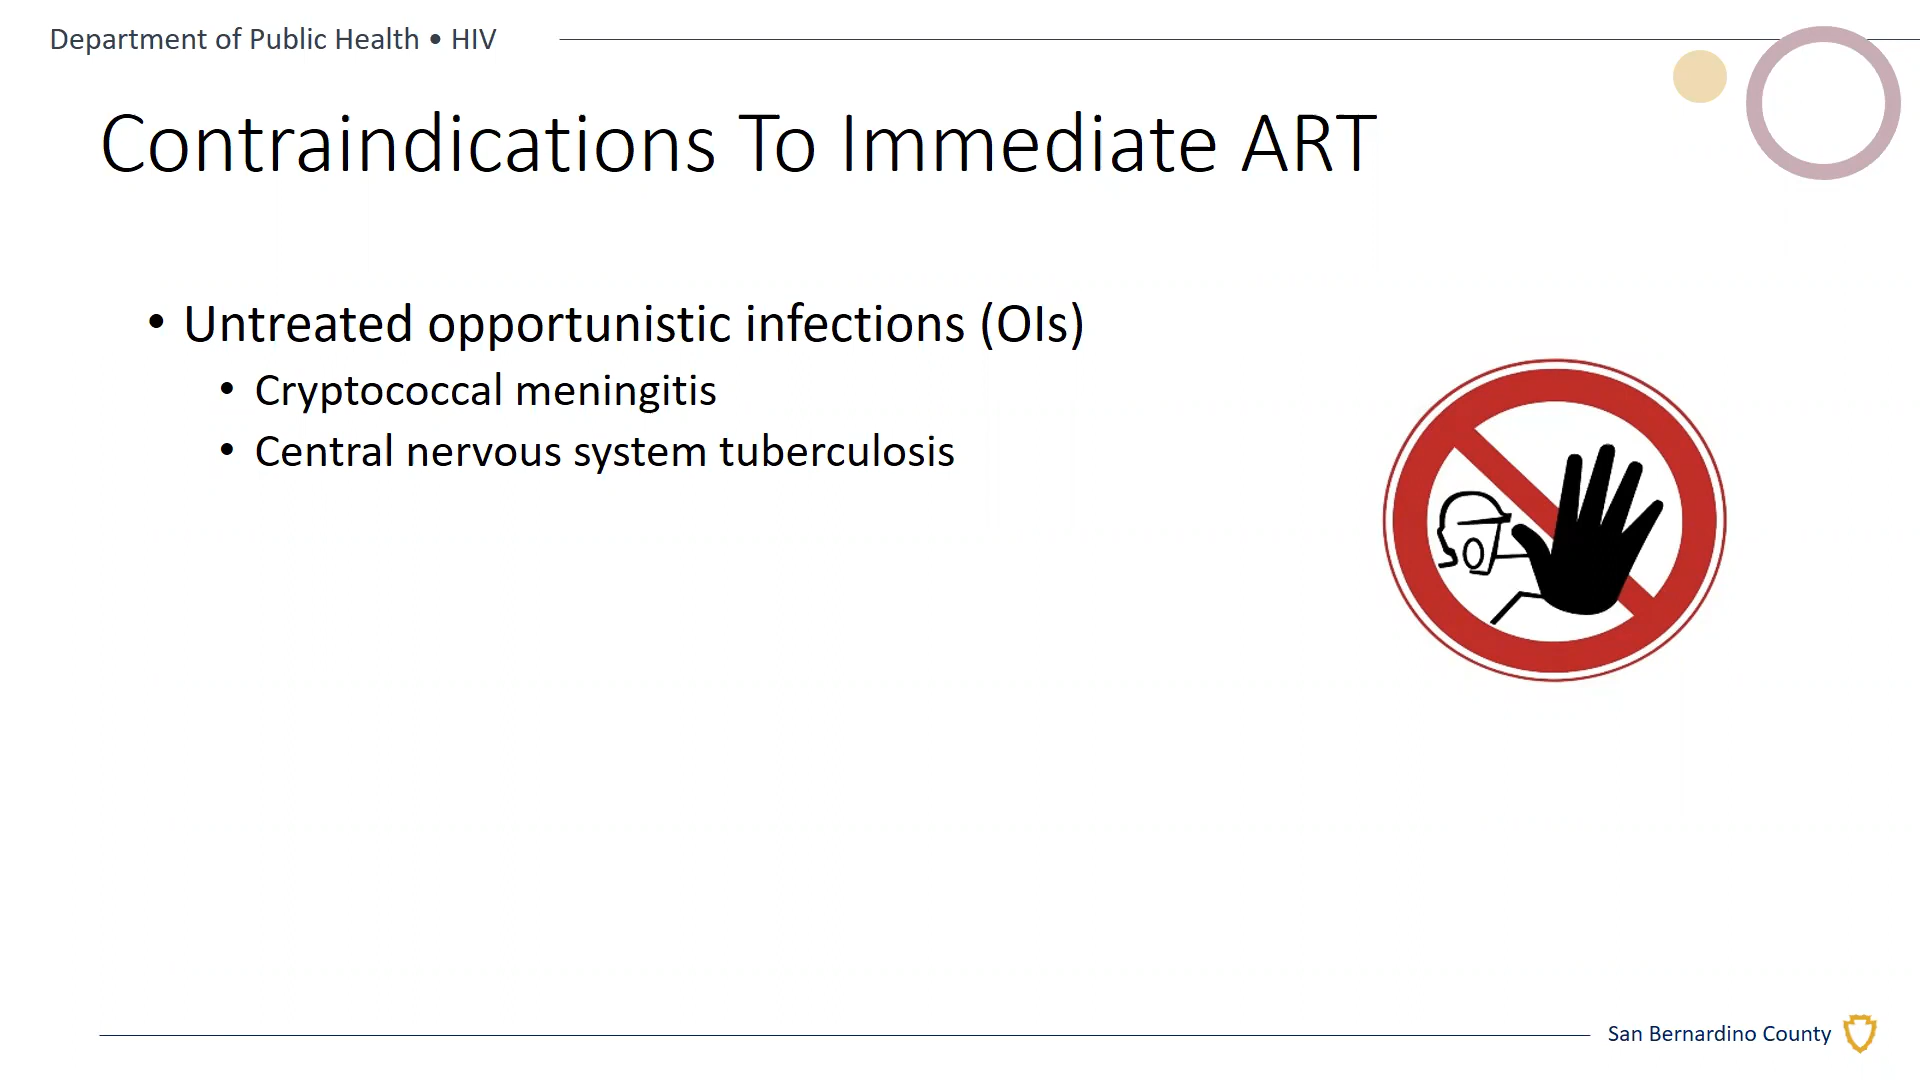 Department of Public Health • HIV
Contraindications To Immediate ART
• Untreated opportunistic infections (OIs)
• Cryptococcal meningitis
• Central nervous system tuberculosis
San Bernardino County